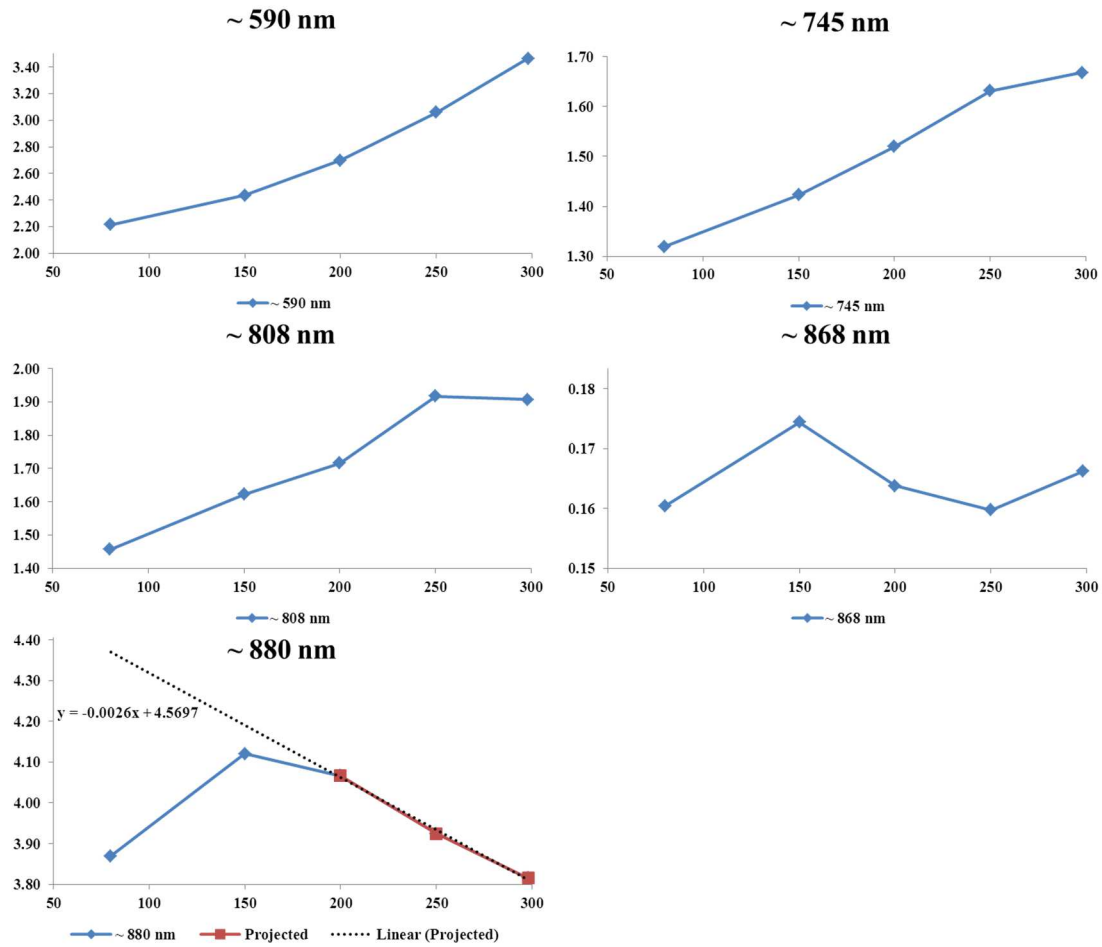 ~ 590 nm
3.40
3.20
3.00
2.80
2.60
2.40
2.20
2.00
50 100 150 200 250 300
~ 590 nm
~ 745 nm
1.70
1.60
1.50
1.40
1.30
50 100 150 200 250 300
~ 745 nm
~ 808 nm
2.00
1.90
1.80
1.70
1.60
1.50
1.40
50 100 150 200 250 300
~ 808 nm
~ 868 nm
0.18
0.17
0.16
0.15
50 100 150 200 250 300
~ 868 nm
~ 880 nm
4.40
4.30
4.20
4.10
4.00
3.90
3.80
y = -0.0026x + 4.5697
50 100 150 200 250 300
~ 880 nm Projected Linear (Projected)